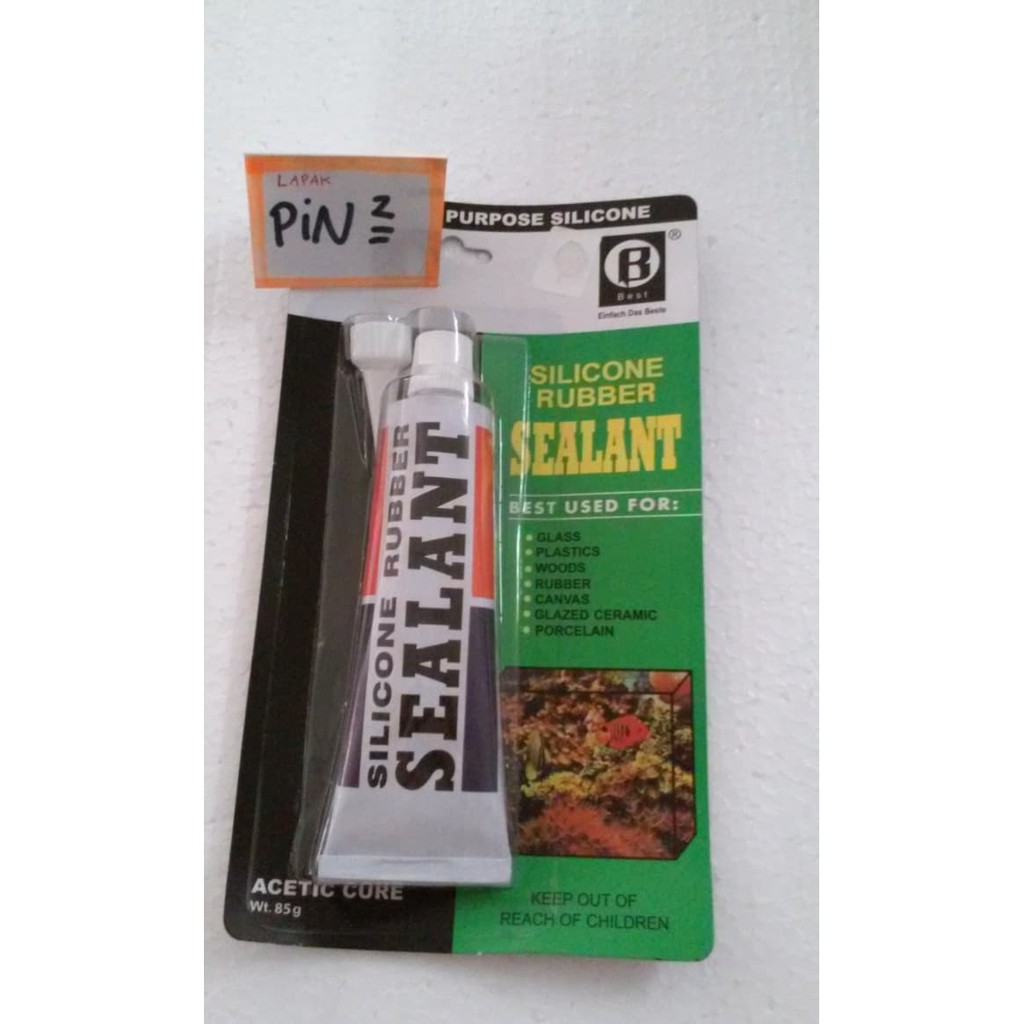 LAPAK
PiN 2
PURPOSE SILICONE
B
®
Best
Einfach Das Beste
SILICONE
RUBBER
SEALANT
BEST USED FOR:
• GLASS
• PLASTICS
• WOODS
• RUBBER
• CANVAS
• GLAZED CERAMIC
• PORCELAIN
SILICONE RUBBER
SEALANT
ACETIC CURE
Wt. 85g
KEEP OUT OF
REACH OF CHILDREN